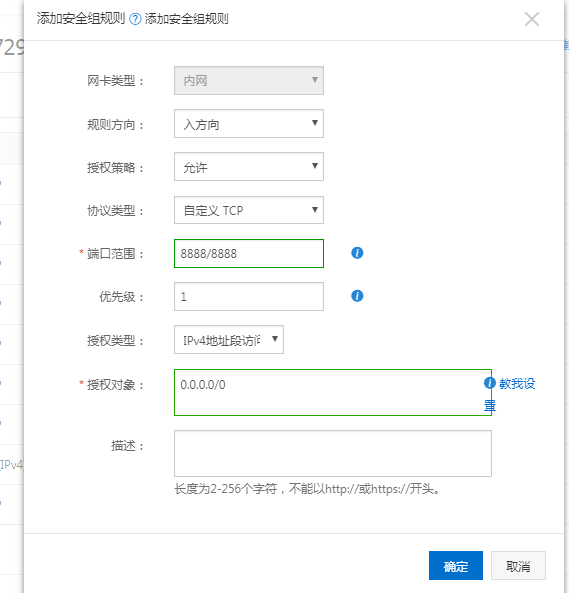 添加安全组规则 ? 添加安全组规则
729
网卡类型： 内网
规则方向： 入方向
授权策略： 允许
协议类型： 自定义 TCP
* 端口范围： 8888/8888
优先级： 1
授权类型： IPv4地址段访问
* 授权对象： 0.0.0.0/0
教我设
置
描述：
IPv4
长度为2-256个字符，不能以http://或https://开头。
确定 取消